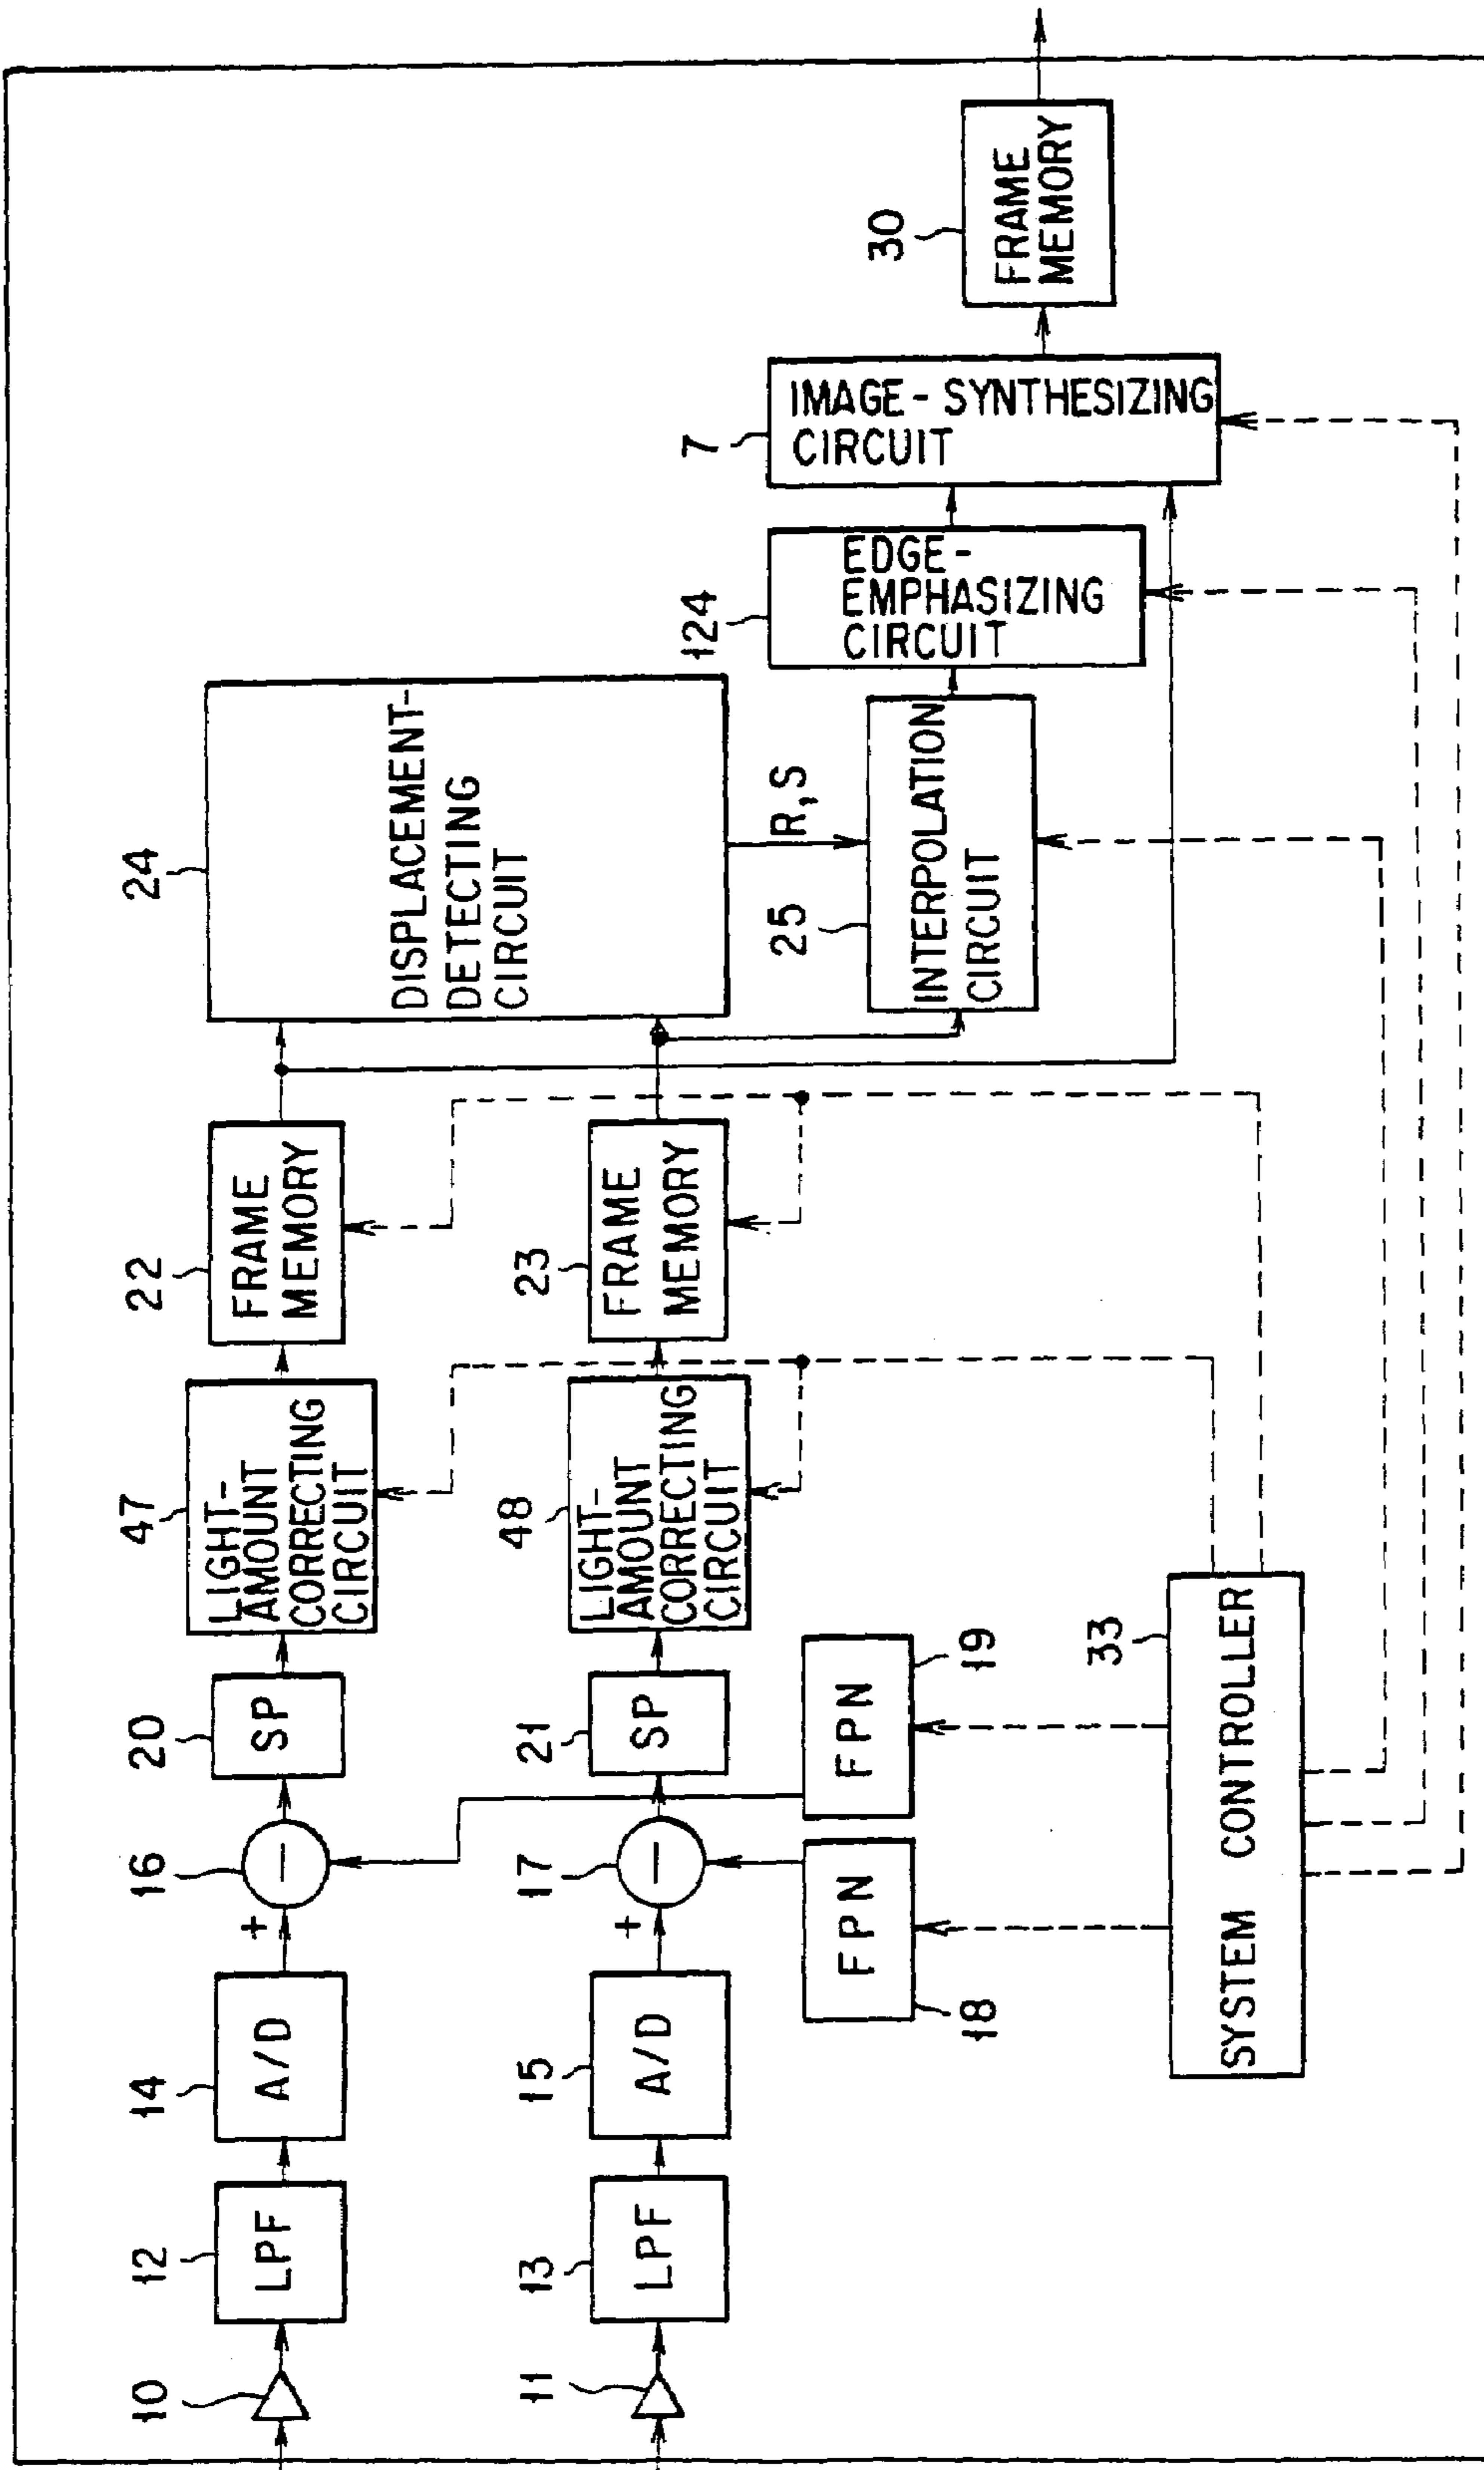 10
12
LPF
14
A/D
16
+
−
20
SP
47
LIGHT-
AMOUNT
CORRECTING
CIRCUIT
22
FRAME
MEMORY
24
DISPLACEMENT-
DETECTING
CIRCUIT
11
13
LPF
15
A/D
17
+
−
21
SP
48
LIGHT-
AMOUNT
CORRECTING
CIRCUIT
23
FRAME
MEMORY
R,S
25
INTERPOLATION
CIRCUIT
124
EDGE-
EMPHASIZING
CIRCUIT
7
IMAGE-SYNTHESIZING
CIRCUIT
30
FRAME
MEMORY
FPN
18
FPN
19
33
SYSTEM CONTROLLER